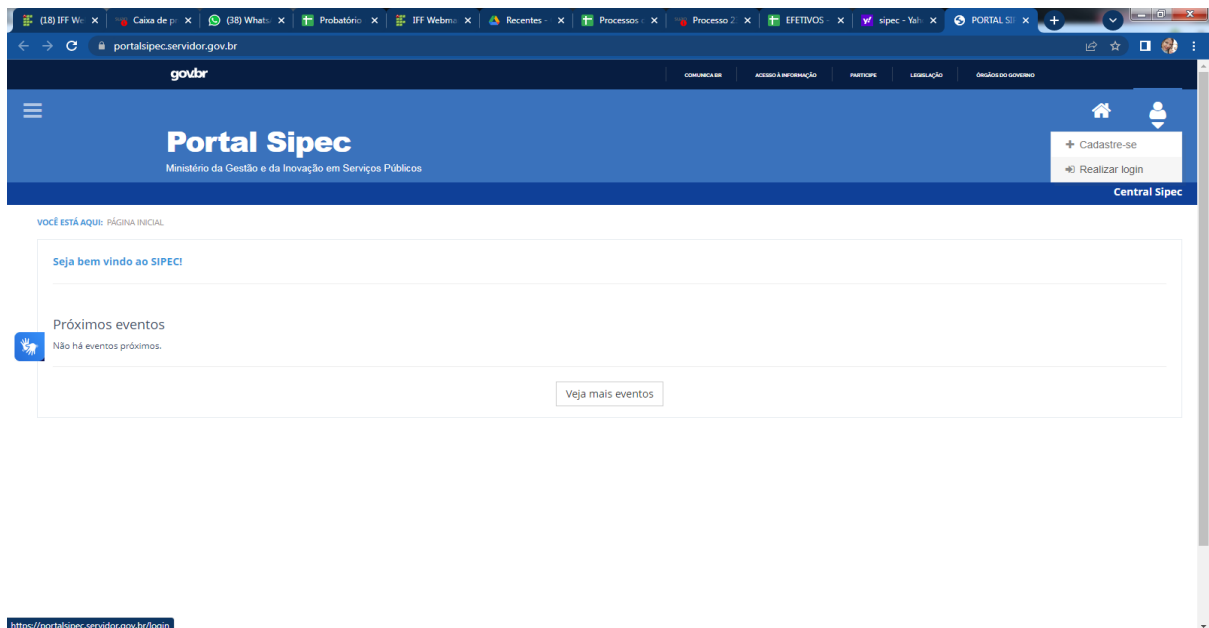 (18) IFF We
Caixa de pr
(38) Whats
Probatório
IFF Webma
Recentes -
Processos
Processo 2
EFETIVOS -
sipec - Yah
PORTAL SI
portalsipec.servidor.gov.br
gov.br
COMUNICA BR
ACESSO À INFORMAÇÃO
PARTICIPE
LEGISLAÇÃO
ÓRGÃOS DO GOVERNO
Portal Sipec
Ministério da Gestão e da Inovação em Serviços Públicos
Cadastre-se
Realizar login
Central Sipec
VOCÊ ESTÁ AQUI: PÁGINA INICIAL
Seja bem vindo ao SIPEC!
Próximos eventos
Não há eventos próximos.
Veja mais eventos
https://portalsipec.servidor.gov.br/login